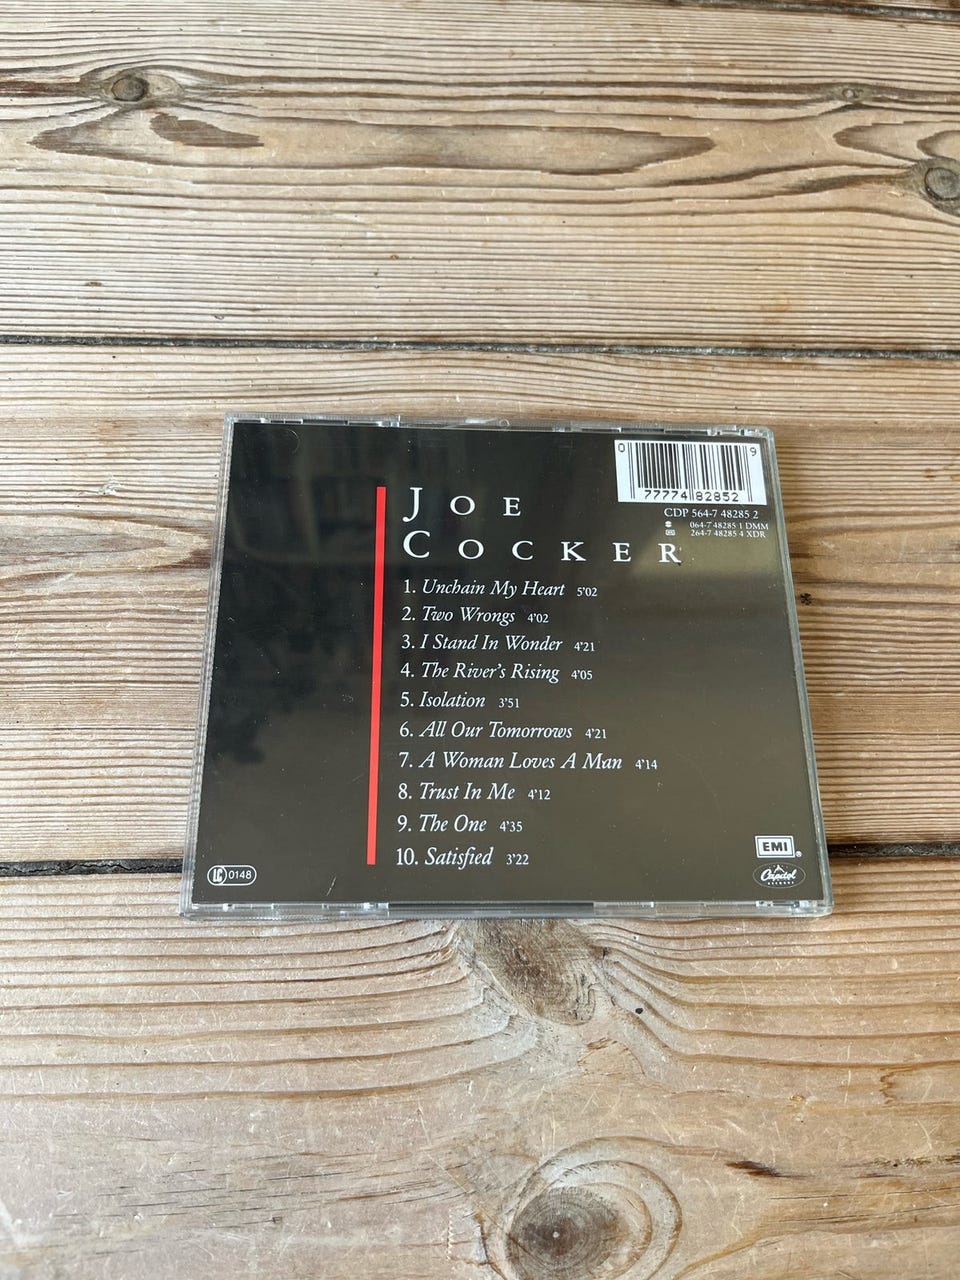 0 9
77774 82852
CDP 564-7 48285 2
064-7 48285 1 DMM
264-7 48285 4 XDR
JOE
COCKER
1. Unchain My Heart 5'02
2. Two Wrongs 4'02
3. I Stand In Wonder 4'21
4. The River's Rising 4'05
5. Isolation 3'51
6. All Our Tomorrows 4'21
7. A Woman Loves A Man 4'14
8. Trust In Me 4'12
9. The One 4'35
10. Satisfied 3'22
LC 0148
EMI ®
Capitol
RECORDS